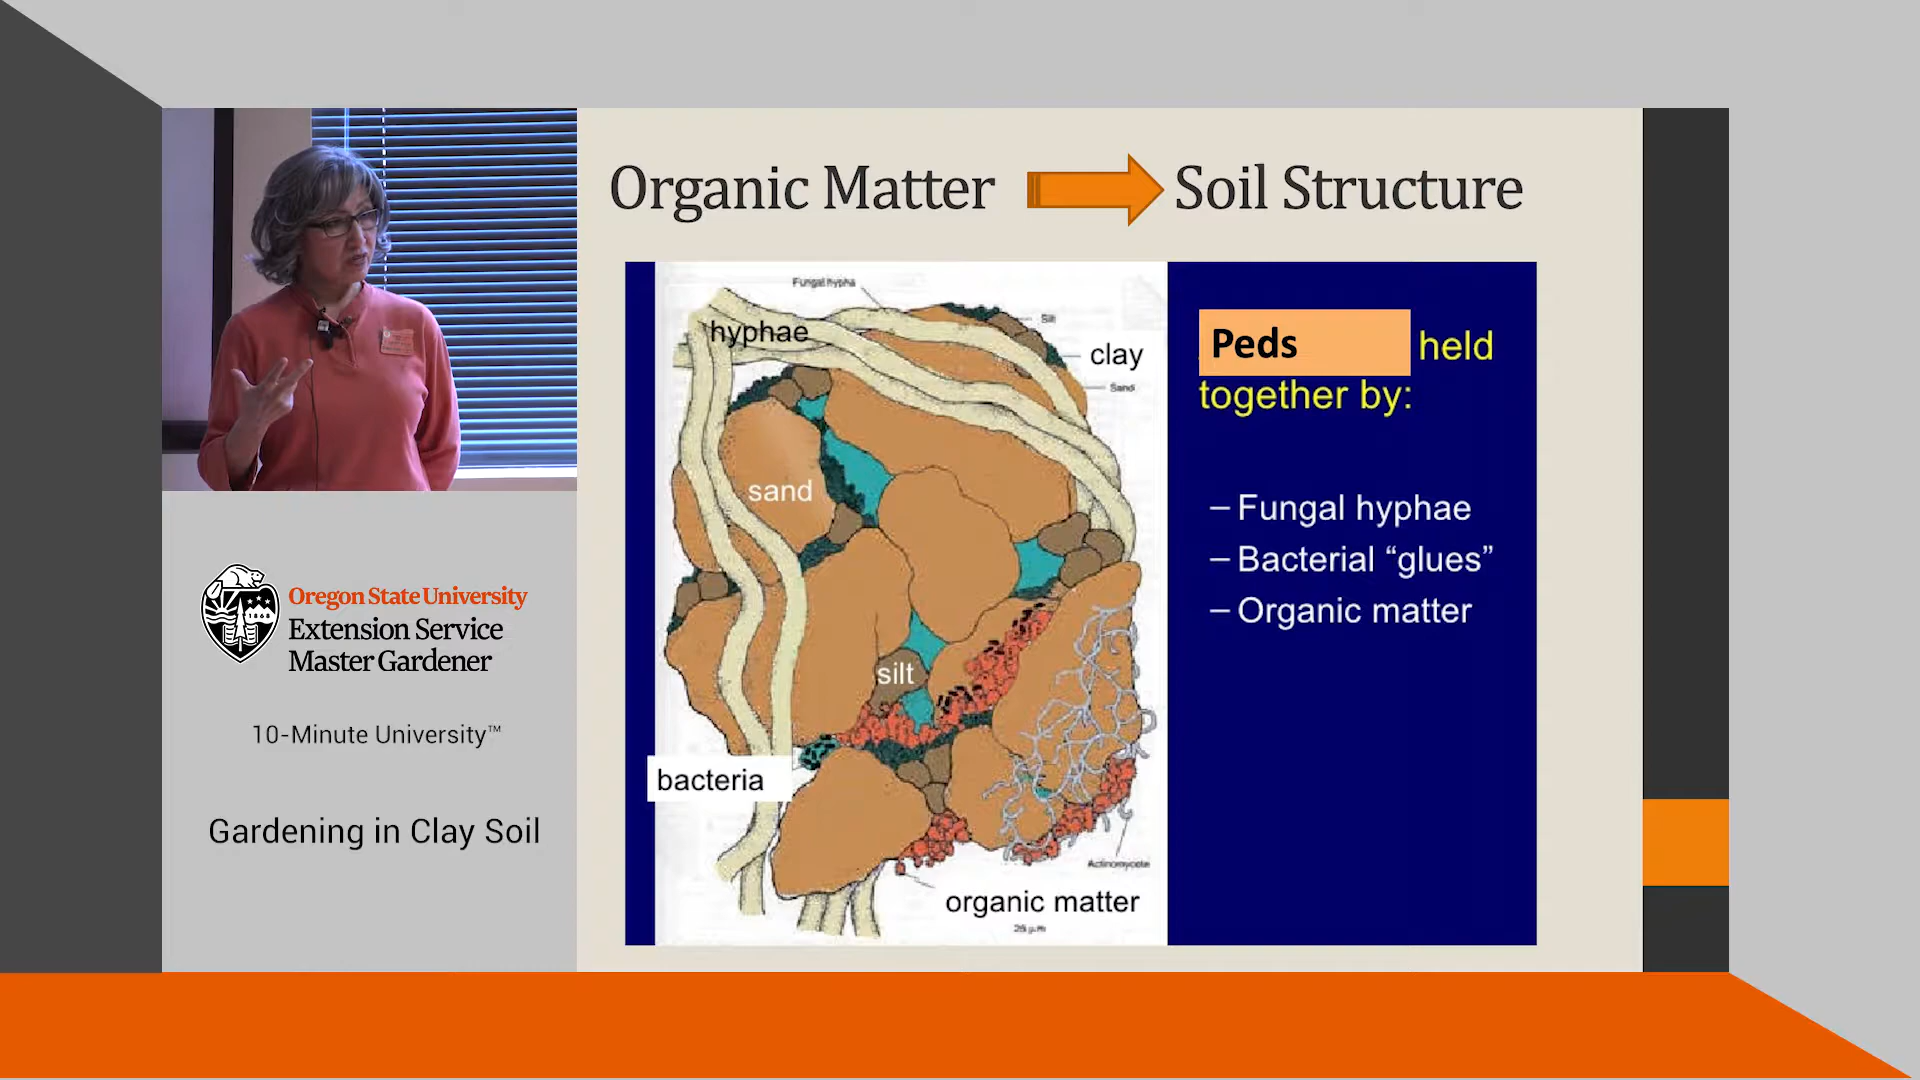 Organic Matter
Soil Structure
Fungal hypha
hyphae
Silt
clay
Sand
sand
silt
bacteria
Actinomycete
organic matter
Peds held
together by:
– Fungal hyphae
– Bacterial “glues”
– Organic matter
Oregon State University
Extension Service
Master Gardener
10-Minute University™
Gardening in Clay Soil